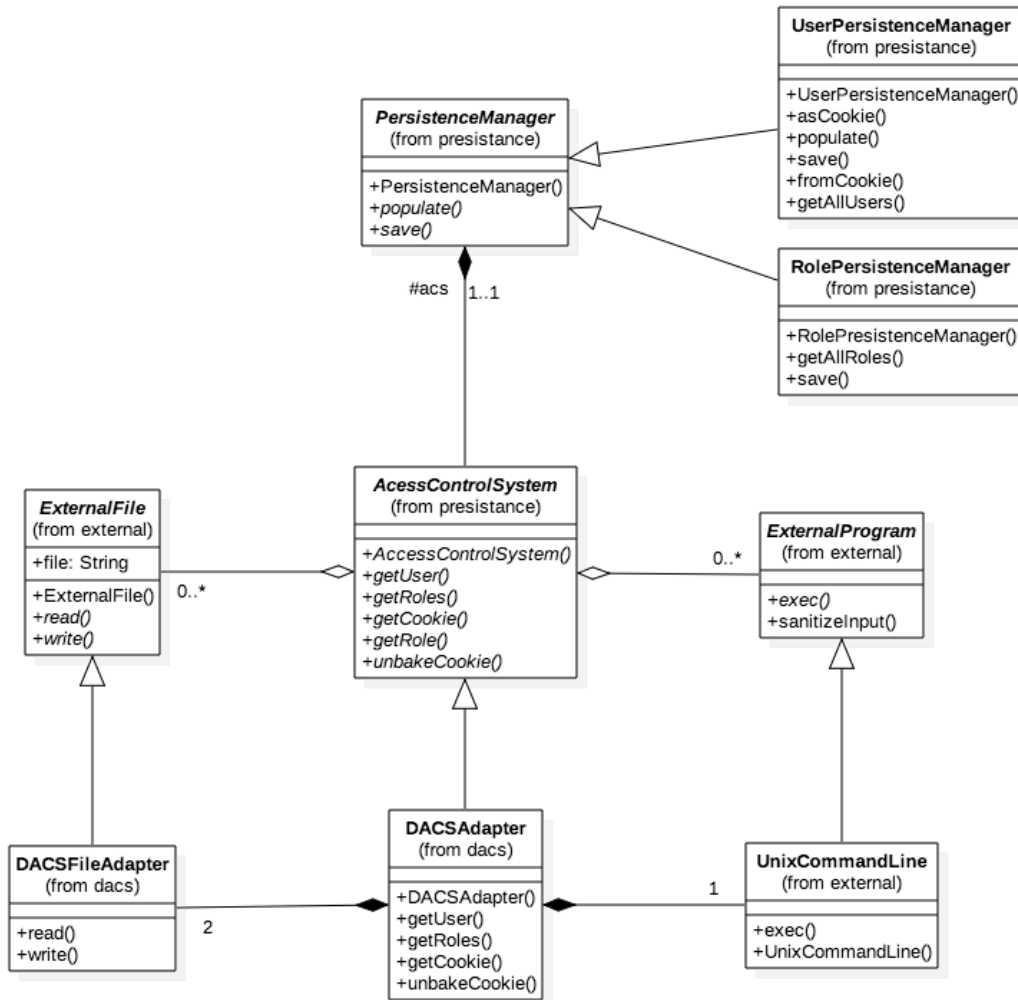 UserPersistenceManager
(from presistance)
+UserPersistenceManager()
+asCookie()
+populate()
+save()
+fromCookie()
+getAllUsers()
PersistenceManager
(from presistance)
+PersistenceManager()
+populate()
+save()
RolePersistenceManager
(from presistance)
+RolePresistenceManager()
+getAllRoles()
+save()
#acs
1..1
AcessControlSystem
(from presistance)
+AccessControlSystem()
+getUser()
+getRoles()
+getCookie()
+getRole()
+unbakeCookie()
ExternalFile
(from external)
+file: String
+ExternalFile()
+read()
+write()
0..*
0..*
ExternalProgram
(from external)
+exec()
+sanitizeInput()
DACSFileAdapter
(from dacs)
+read()
+write()
2
DACSAdapter
(from dacs)
+DACSAdapter()
+getUser()
+getRoles()
+getCookie()
+unbakeCookie()
1
UnixCommandLine
(from external)
+exec()
+UnixCommandLine()